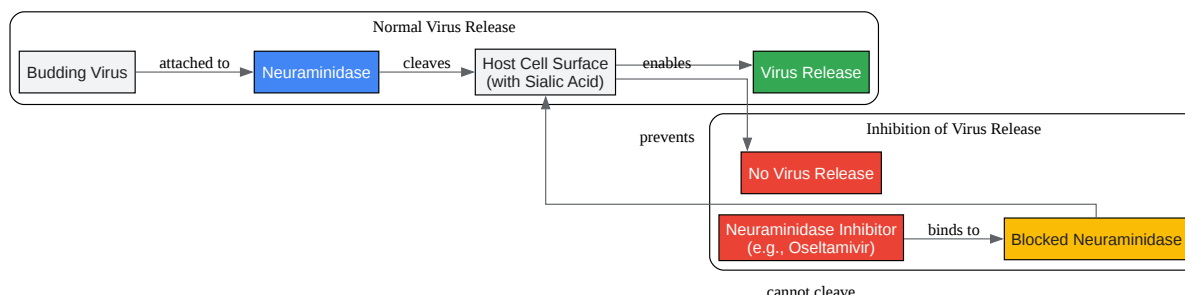 Normal Virus Release
Budding Virus
attached to
Neuraminidase
cleaves
Host Cell Surface
(with Sialic Acid)
enables
Virus Release
prevents
Inhibition of Virus Release
No Virus Release
Neuraminidase Inhibitor
(e.g., Oseltamivir)
binds to
Blocked Neuraminidase
cannot cleave